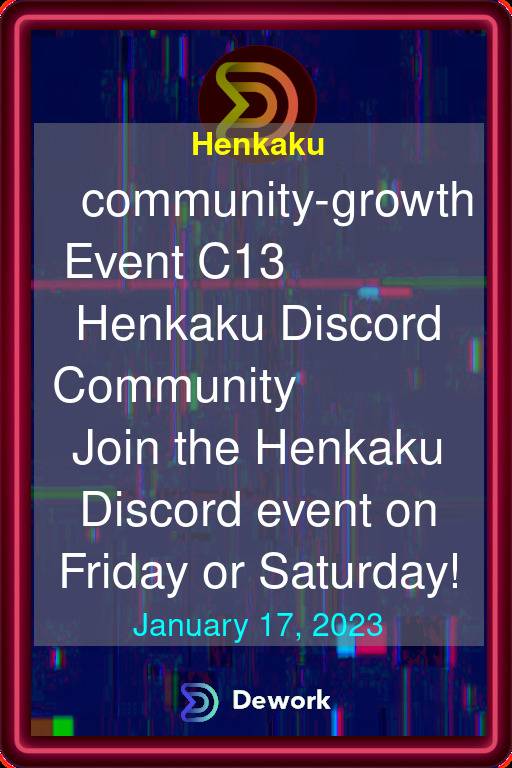 Henkaku
community-growth
Event C13
Henkaku Discord
Community
Join the Henkaku
Discord event on
Friday or Saturday!
January 17, 2023
Dework